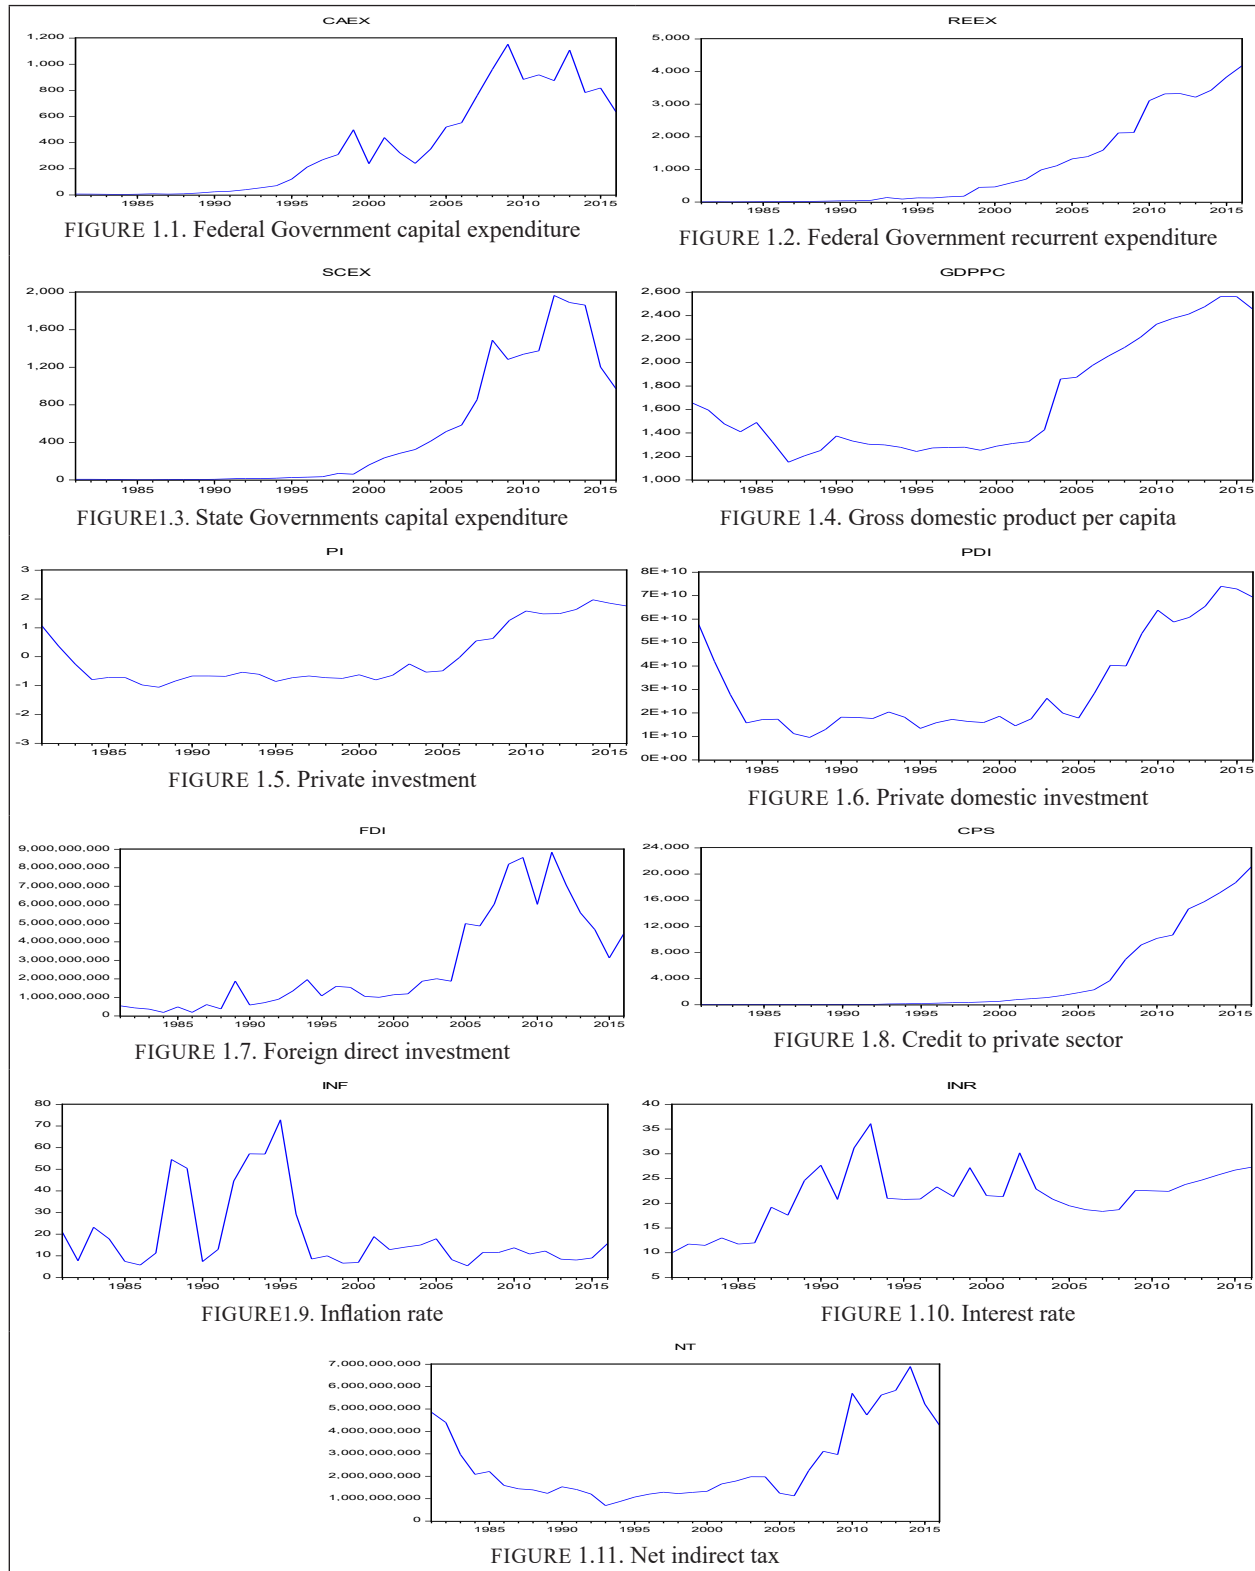 CAEX
1,200
1,000
800
600
400
200
0
1985 1990 1995 2000 2005 2010 2015
FIGURE 1.1. Federal Government capital expenditure
REEX
5,000
4,000
3,000
2,000
1,000
0
1985 1990 1995 2000 2005 2010 2015
FIGURE 1.2. Federal Government recurrent expenditure
SCEX
2,000
1,600
1,200
800
400
0
1985 1990 1995 2000 2005 2010 2015
FIGURE1.3. State Governments capital expenditure
GDPPC
2,600
2,400
2,200
2,000
1,800
1,600
1,400
1,200
1,000
1985 1990 1995 2000 2005 2010 2015
FIGURE 1.4. Gross domestic product per capita
PI
3
2
1
0
-1
-2
-3
1985 1990 1995 2000 2005 2010 2015
FIGURE 1.5. Private investment
PDI
8E+10
7E+10
6E+10
5E+10
4E+10
3E+10
2E+10
1E+10
0E+00
1985 1990 1995 2000 2005 2010 2015
FIGURE 1.6. Private domestic investment
FDI
9,000,000,000
8,000,000,000
7,000,000,000
6,000,000,000
5,000,000,000
4,000,000,000
3,000,000,000
2,000,000,000
1,000,000,000
0
1985 1990 1995 2000 2005 2010 2015
FIGURE 1.7. Foreign direct investment
CPS
24,000
20,000
16,000
12,000
8,000
4,000
0
1985 1990 1995 2000 2005 2010 2015
FIGURE 1.8. Credit to private sector
INF
80
70
60
50
40
30
20
10
0
1985 1990 1995 2000 2005 2010 2015
FIGURE1.9. Inflation rate
INR
40
35
30
25
20
15
10
5
1985 1990 1995 2000 2005 2010 2015
FIGURE 1.10. Interest rate
NT
7,000,000,000
6,000,000,000
5,000,000,000
4,000,000,000
3,000,000,000
2,000,000,000
1,000,000,000
0
1985 1990 1995 2000 2005 2010 2015
FIGURE 1.11. Net indirect tax